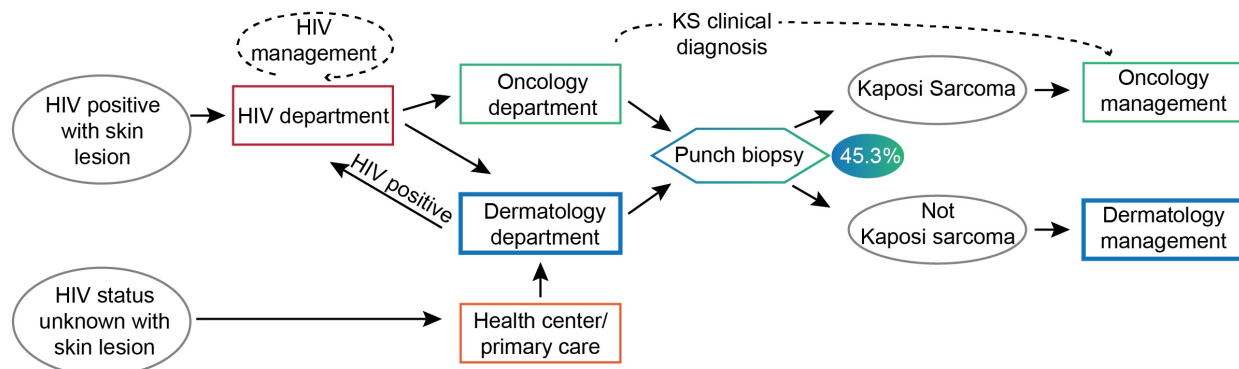 HIV
management
KS clinical
diagnosis
HIV positive
with skin
lesion
HIV department
Oncology
department
Kaposi Sarcoma
Oncology
management
Punch biopsy
45.3%
HIV positive
Dermatology
department
Not
Kaposi sarcoma
Dermatology
management
HIV status
unknown with
skin lesion
Health center/
primary care